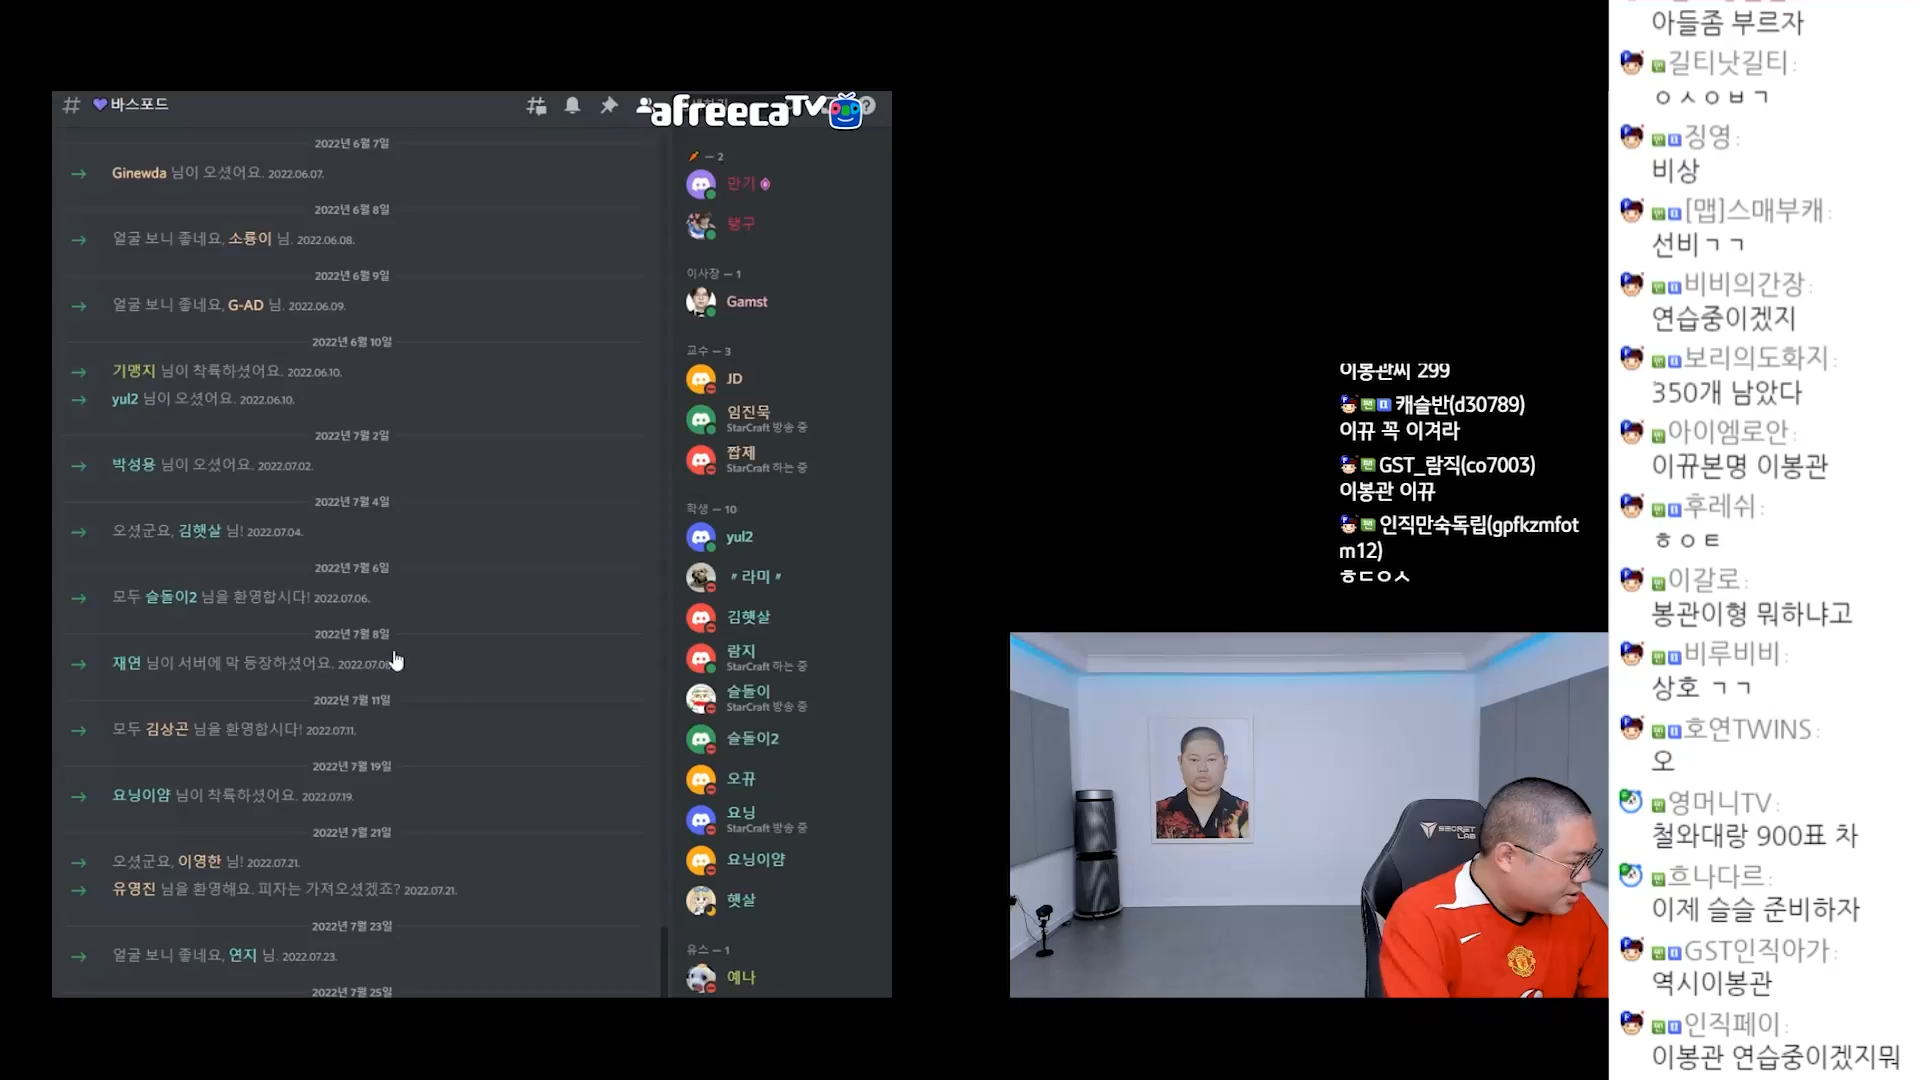 바스포드
afreecaTV
2022년 6월 7일
Ginewda 님이 오셨어요. 2022.06.07.
2022년 6월 8일
얼굴 보니 좋네요, 소룡이 님. 2022.06.08.
2022년 6월 9일
얼굴 보니 좋네요, G-AD 님. 2022.06.09.
2022년 6월 10일
기맹지 님이 착륙하셨어요. 2022.06.10.
yul2 님이 오셨어요. 2022.06.10.
2022년 7월 2일
박성용 님이 오셨어요. 2022.07.02.
2022년 7월 4일
오셨군요, 김햇살 님! 2022.07.04.
2022년 7월 6일
모두 슬돌이2 님을 환영합시다! 2022.07.06.
2022년 7월 8일
재연 님이 서버에 막 등장하셨어요. 2022.07.08
2022년 7월 11일
모두 김상곤 님을 환영합시다! 2022.07.11.
2022년 7월 19일
요닝이얌 님이 착륙하셨어요. 2022.07.19.
2022년 7월 21일
오셨군요, 이영한 님! 2022.07.21.
유영진 님을 환영해요. 피자는 가져오셨겠죠? 2022.07.21.
2022년 7월 23일
얼굴 보니 좋네요, 연지 님. 2022.07.23.
2022년 7월 25일
— 2
만기
탱구
이사장 — 1
Gamst
교수 — 3
JD
임진묵
StarCraft 방송 중
짭제
StarCraft 하는 중
학생 — 10
yul2
〃라미〃
김햇살
람지
StarCraft 하는 중
슬돌이
StarCraft 방송 중
슬돌이2
오뀨
요닝
StarCraft 방송 중
요닝이얌
햇살
유스 — 1
예나
이봉관씨 299
팬 캐슬반(d30789)
이뀨 꼭 이겨라
팬 GST_람직(co7003)
이봉관 이뀨
팬 인직만숙독립(gpfkzmfot
m12)
ㅎㄷㅇㅅ
SECRET
LAB
아들좀 부르자
길티낫길티:
ㅇㅅㅇㅂㄱ
징영:
비상
[맵]스매부캐:
선비ㄱㄱ
비비의간장:
연습중이겠지
보리의도화지:
350개 남았다
아이엠로안:
이뀨본명 이봉관
후레쉬:
ㅎㅇㅌ
이갈로:
봉관이형 뭐하냐고
비루비비:
상호 ㄱㄱ
호연TWINS:
오
영머니TV:
철와대랑 900표 차
흐나다르:
이제 슬슬 준비하자
GST인직아가:
역시이봉관
인직페이:
이봉관 연습중이겠지뭐